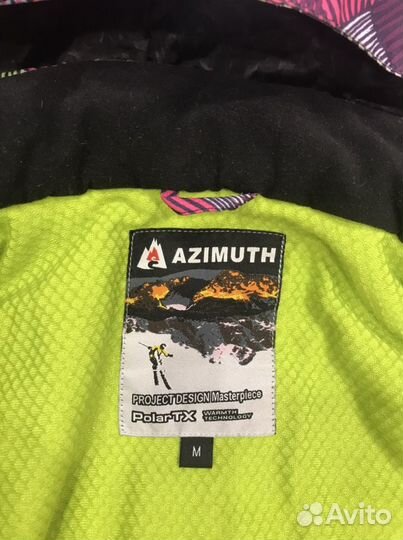 AZIMUTH
PROJECT DESIGN Masterpiece
PolarTX WARMTH TECHNOLOGY
M
Avito